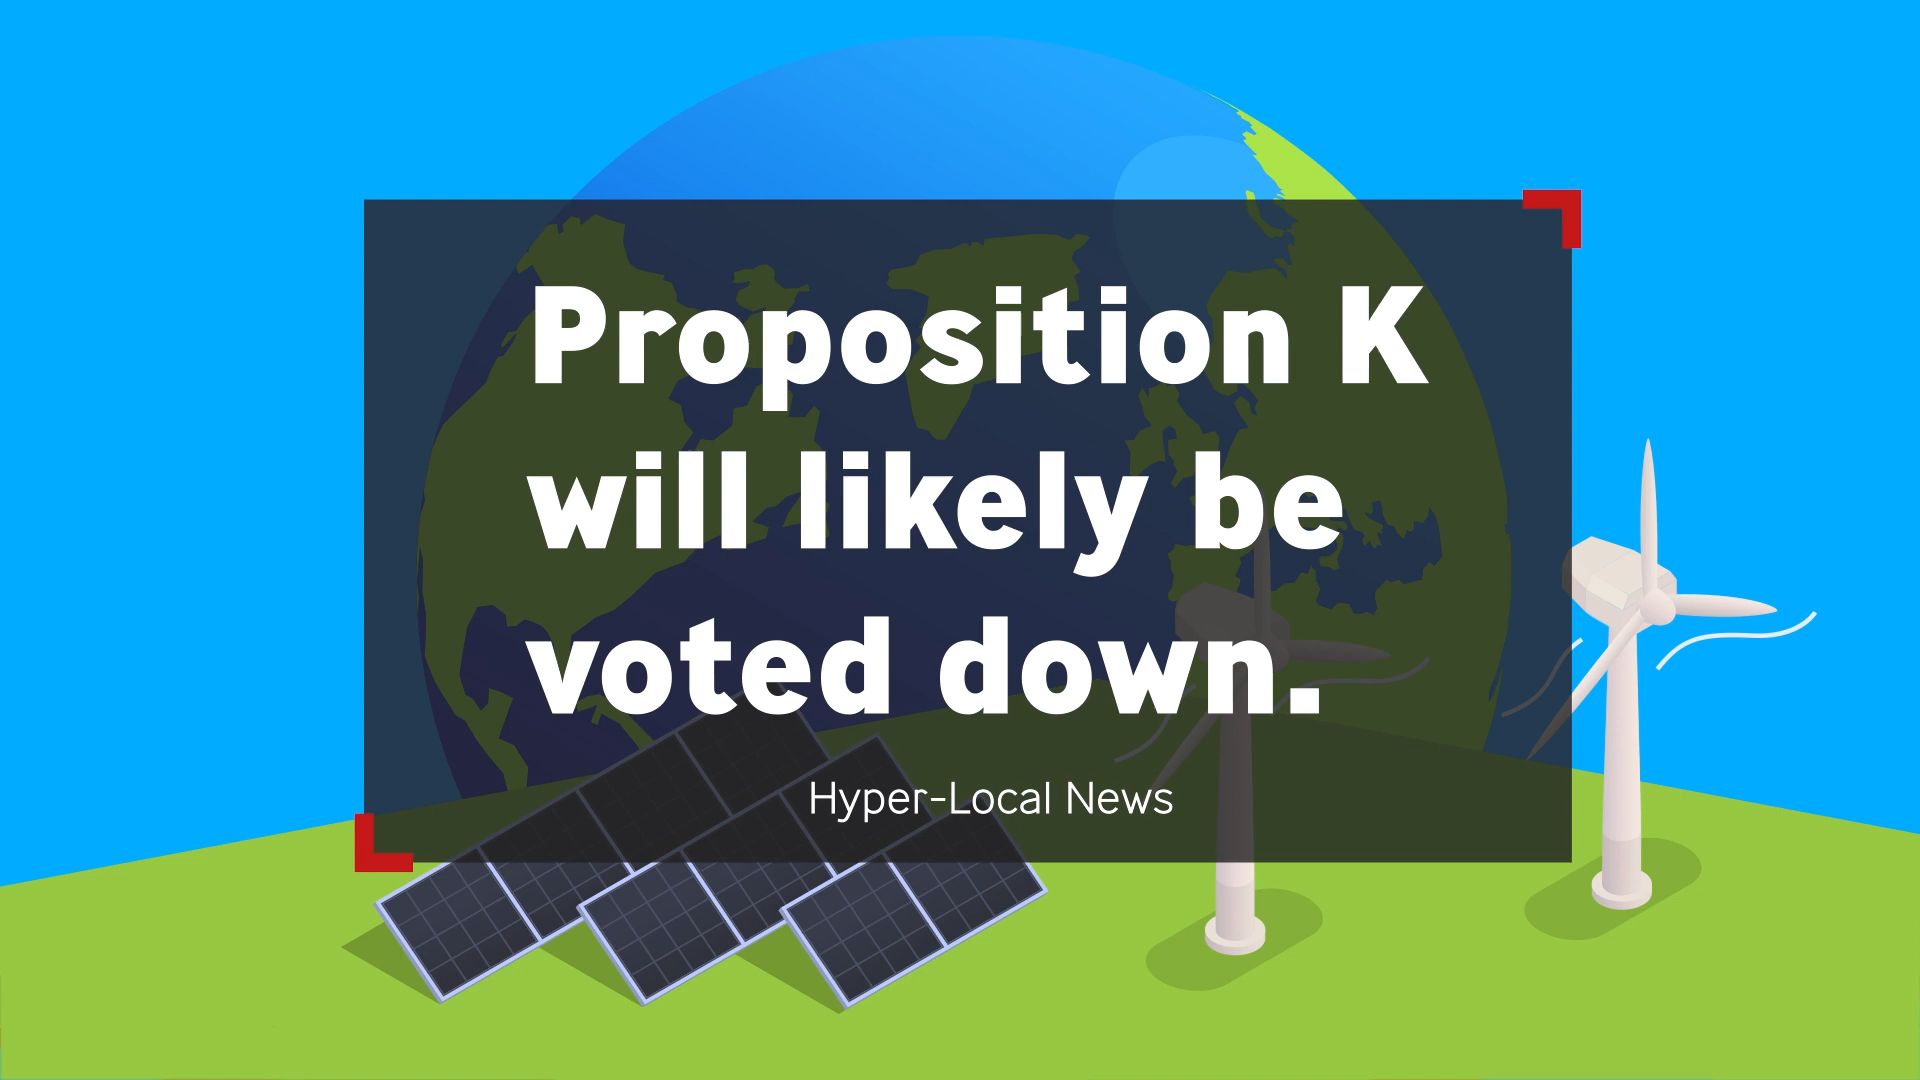 Proposition K
will likely be
voted down.
Hyper-Local News